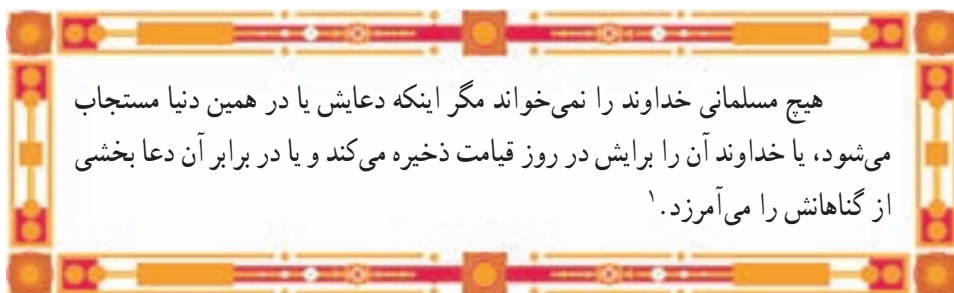 هیچ مسلمانی خداوند را نمی‌خواند مگر اینکه دعایش یا در همین دنیا مستجاب
می‌شود، یا خداوند آن را برایش در روز قیامت ذخیره می‌کند و یا در برابر آن دعا بخشی
از گناهانش را می‌آمرزد.۱